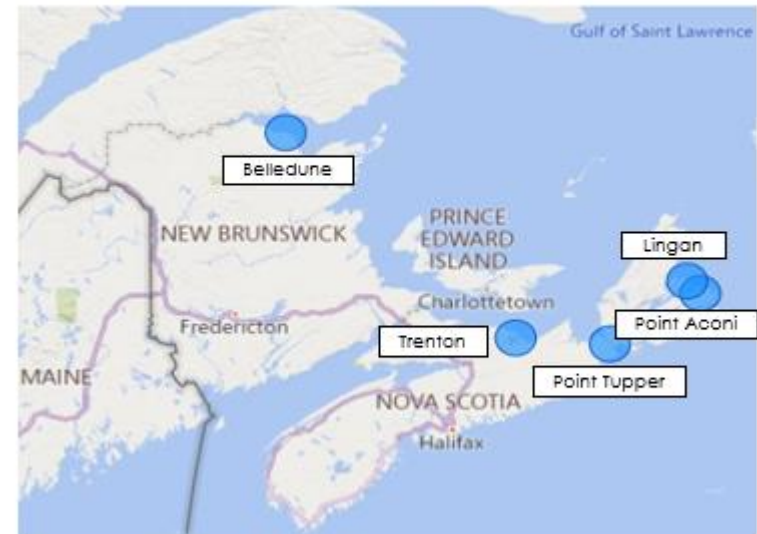 Gulf of Saint Lawrence
Belledune
NEW BRUNSWICK
PRINCE
EDWARD
ISLAND
Lingan
Charlottetown
Point Aconi
Fredericton
Trenton
MAINE
Point Tupper
NOVA SCOTIA
Halifax